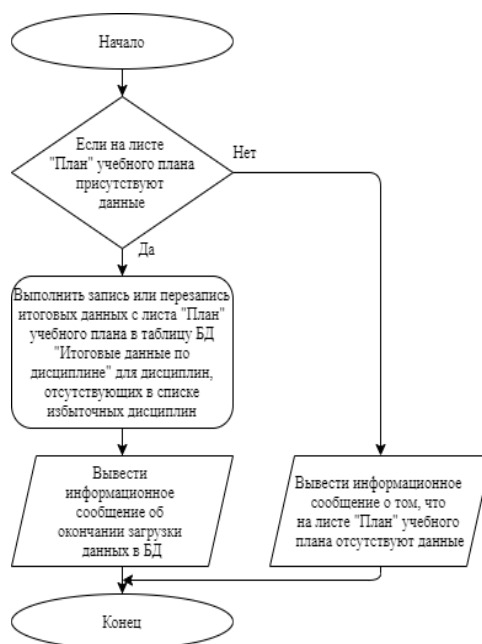 Начало
Если на листе
"План" учебного плана
присутствуют
данные
Нет
Да
Выполнить запись или перезапись
итоговых данных с листа "План"
учебного плана в таблицу БД
"Итоговые данные по
дисциплине" для дисциплин,
отсутствующих в списке
избыточных дисциплин
Вывести
информационное
сообщение об
окончании загрузки
данных в БД
Вывести информационное
сообщение о том, что
на листе "План" учебного
плана отсутствуют данные
Конец